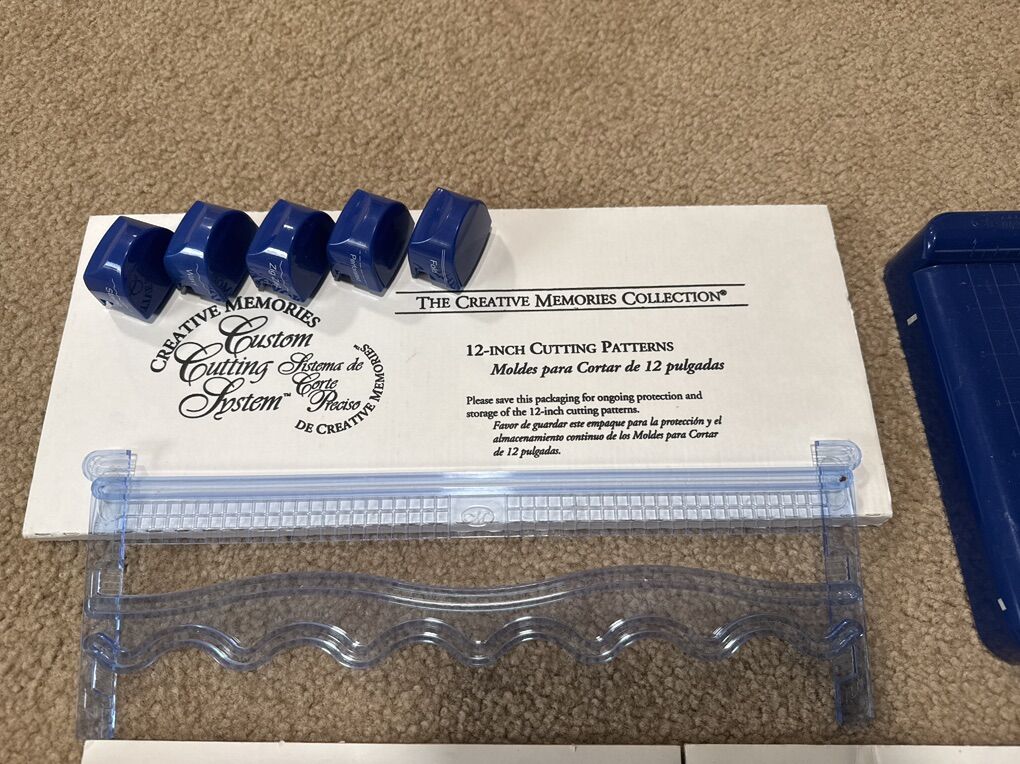 THE CREATIVE MEMORIES COLLECTION®
CREATIVE MEMORIES
Custom
Cutting
System™
Sistema de
Corte
Preciso
DE CREATIVE MEMORIES™
12-INCH CUTTING PATTERNS
Moldes para Cortar de 12 pulgadas
Please save this packaging for ongoing protection and
storage of the 12-inch cutting patterns.
Favor de guardar este empaque para la protección y el
almacenamiento continuo de los Moldes para Cortar
de 12 pulgadas.